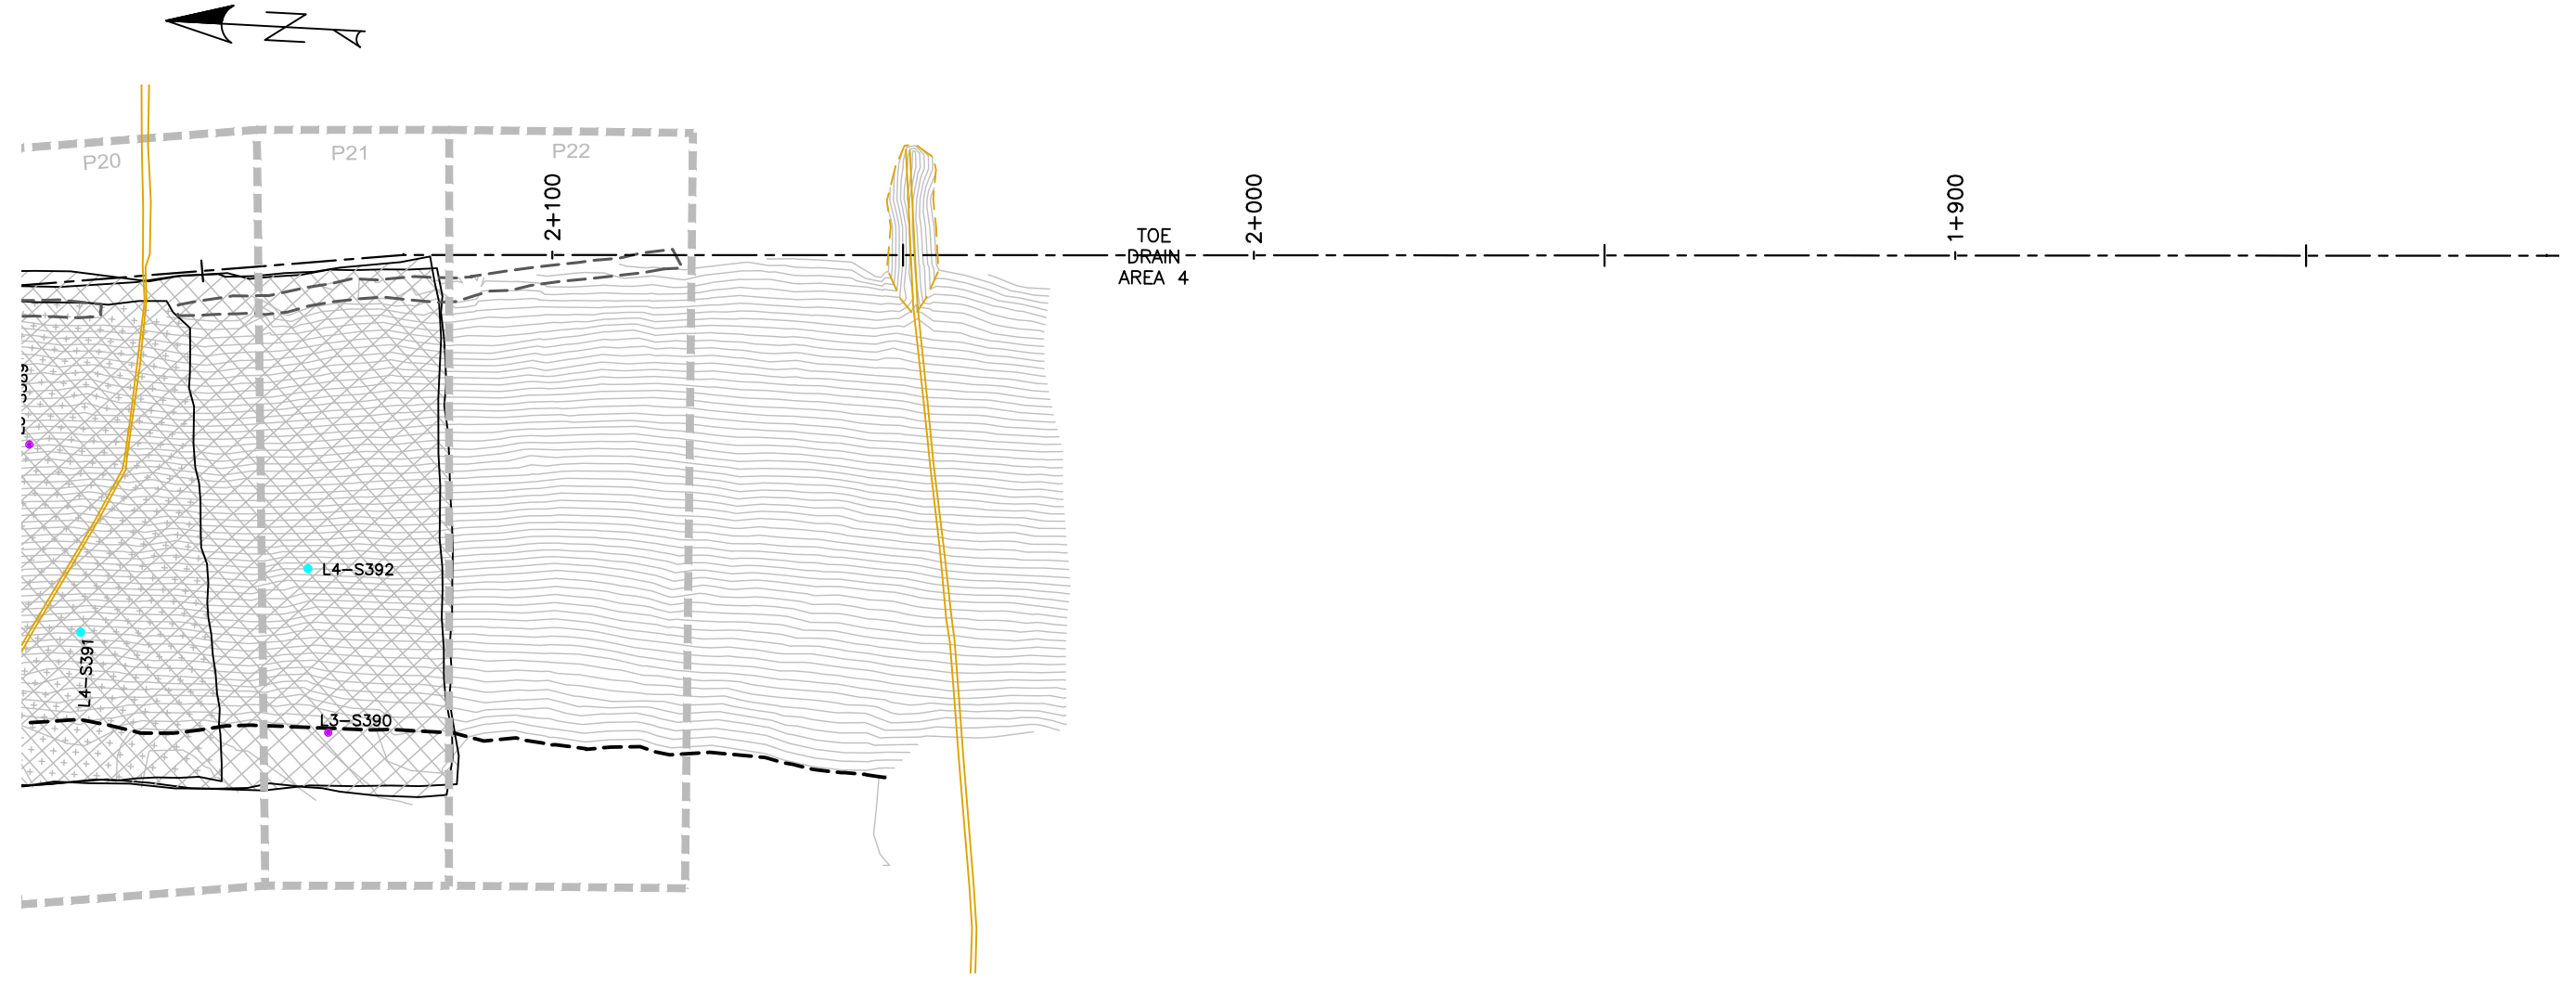 N
P20
P21
P22
2+100
2+000
1+900
TOE
DRAIN
AREA 4
L4-S392
L4-S391
L3-S390